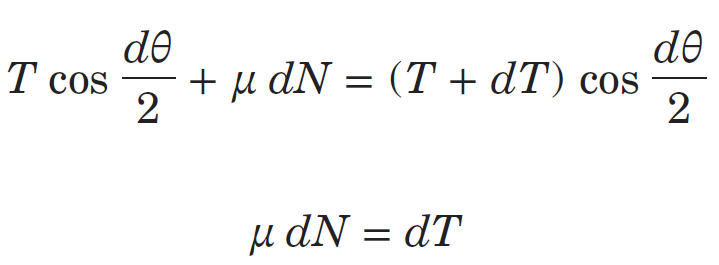 T cos dθ/2 + μ dN = (T + dT) cos dθ/2
μ dN = dT